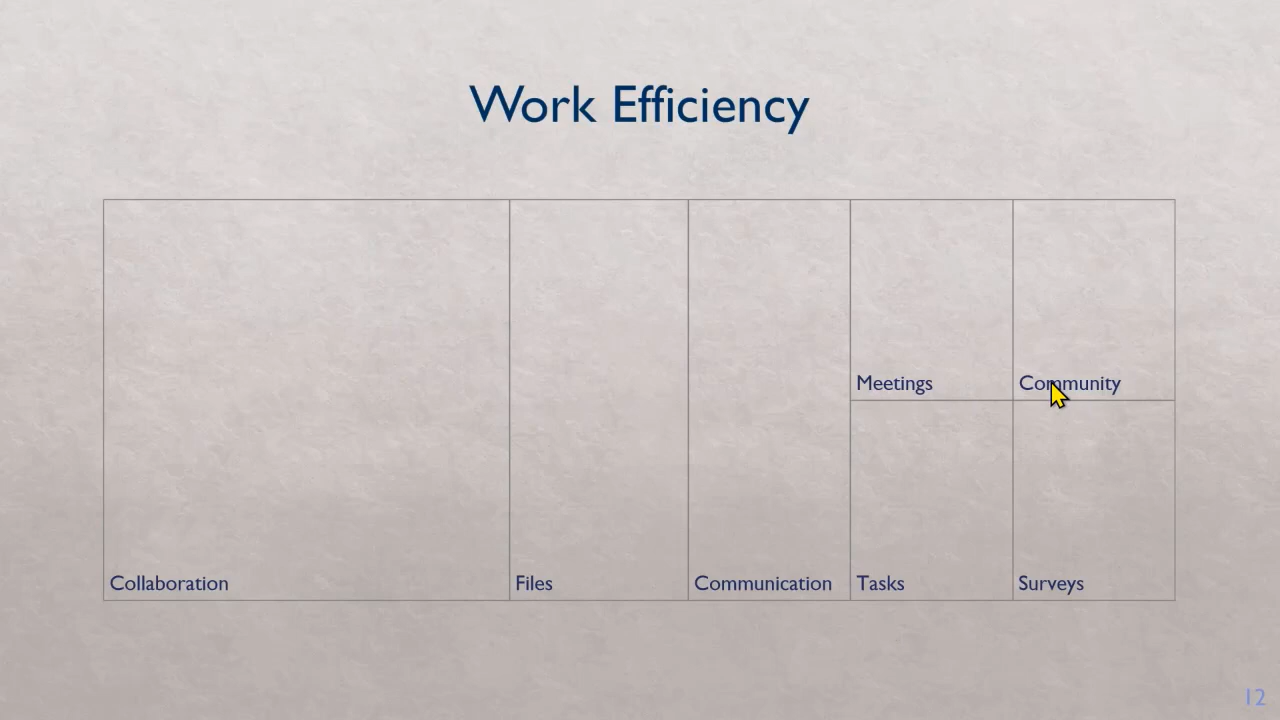 Work Efficiency
Meetings
Community
Collaboration
Files
Communication
Tasks
Surveys
12